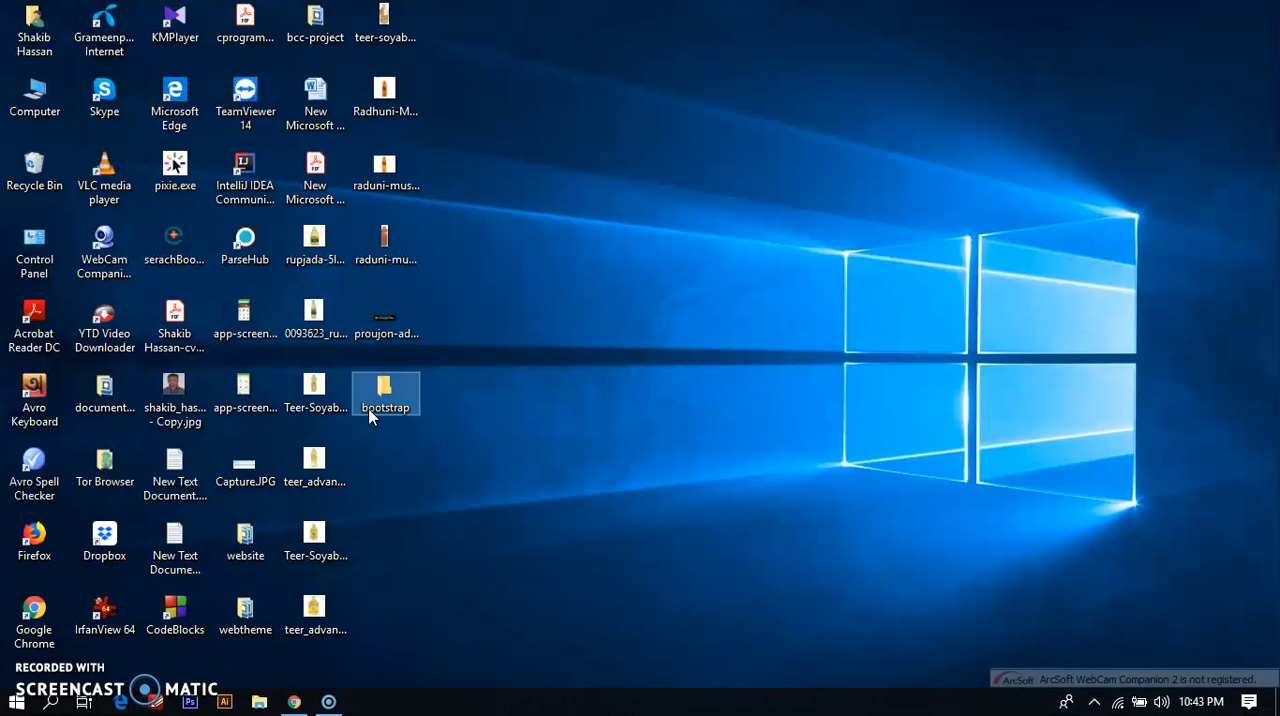 Shakib
Hassan
Grameenp...
Internet
KMPlayer
cprogram...
bcc-project
teer-soyab...
Computer
Skype
Microsoft
Edge
TeamViewer
14
New
Microsoft ...
Radhuni-M...
Recycle Bin
VLC media
player
pixie.exe
IntelliJ IDEA
Communi...
New
Microsoft ...
raduni-mus...
Control
Panel
WebCam
Compani...
serachBoo...
ParseHub
rupjada-5l...
raduni-mu...
Acrobat
Reader DC
YTD Video
Downloader
Shakib
Hassan-cv...
app-screen...
0093623_ru...
proujon-ad...
Avro
Keyboard
document...
shakib_has...
- Copy.jpg
app-screen...
Teer-Soyab...
bootstrap
Avro Spell
Checker
Tor Browser
New Text
Document....
Capture.JPG
teer_advan...
Firefox
Dropbox
New Text
Docume...
website
Teer-Soyab...
Google
Chrome
IrfanView 64
CodeBlocks
webtheme
teer_advan...
RECORDED WITH
SCREENCAST MATIC
ArcSoft ArcSoft WebCam Companion 2 is not registered.
10:43 PM